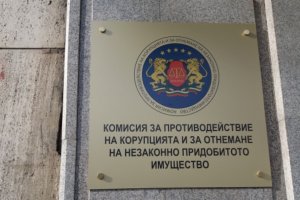 КОМИСИЯ ЗА ПРОТИВОДЕЙСТВИЕ
НА КОРУПЦИЯТА И ЗА ОТНЕМАНЕ
НА НЕЗАКОННО ПРИДОБИТОТО
ИМУЩЕСТВО